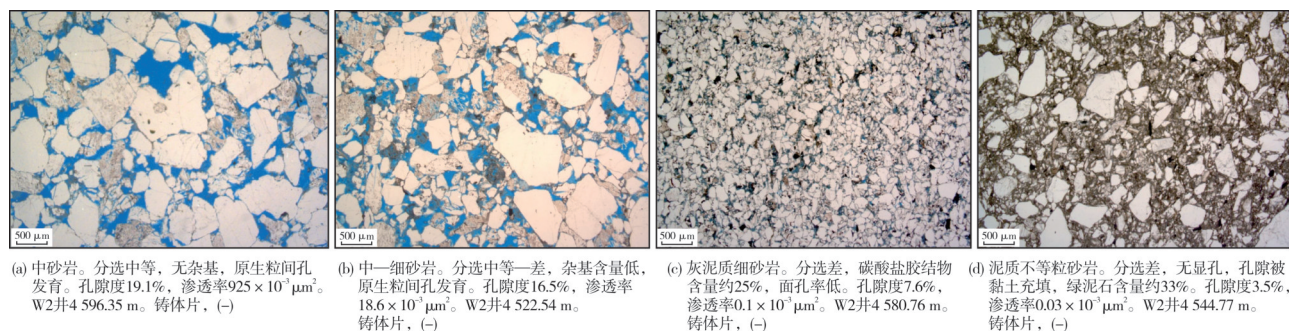 500 μm
500 μm
500 μm
500 μm
(a) 中砂岩。分选中等，无杂基，原生粒间孔
发育。孔隙度19.1%，渗透率925 × 10⁻³ μm²。
W2井4 596.35 m。铸体片，(−)
(b) 中—细砂岩。分选中等—差，杂基含量低，
原生粒间孔发育。孔隙度16.5%，渗透率
18.6 × 10⁻³ μm²。W2井4 522.54 m。
铸体片，(−)
(c) 灰泥质细砂岩。分选差，碳酸盐胶结物
含量约25%，面孔率低。孔隙度7.6%，
渗透率0.1 × 10⁻³ μm²。W2井4 580.76 m。
铸体片，(−)
(d) 泥质不等粒砂岩。分选差，无显孔，孔隙被
黏土充填，绿泥石含量约33%。孔隙度3.5%，
渗透率0.03 × 10⁻³ μm²。W2井4 544.77 m。
铸体片，(−)